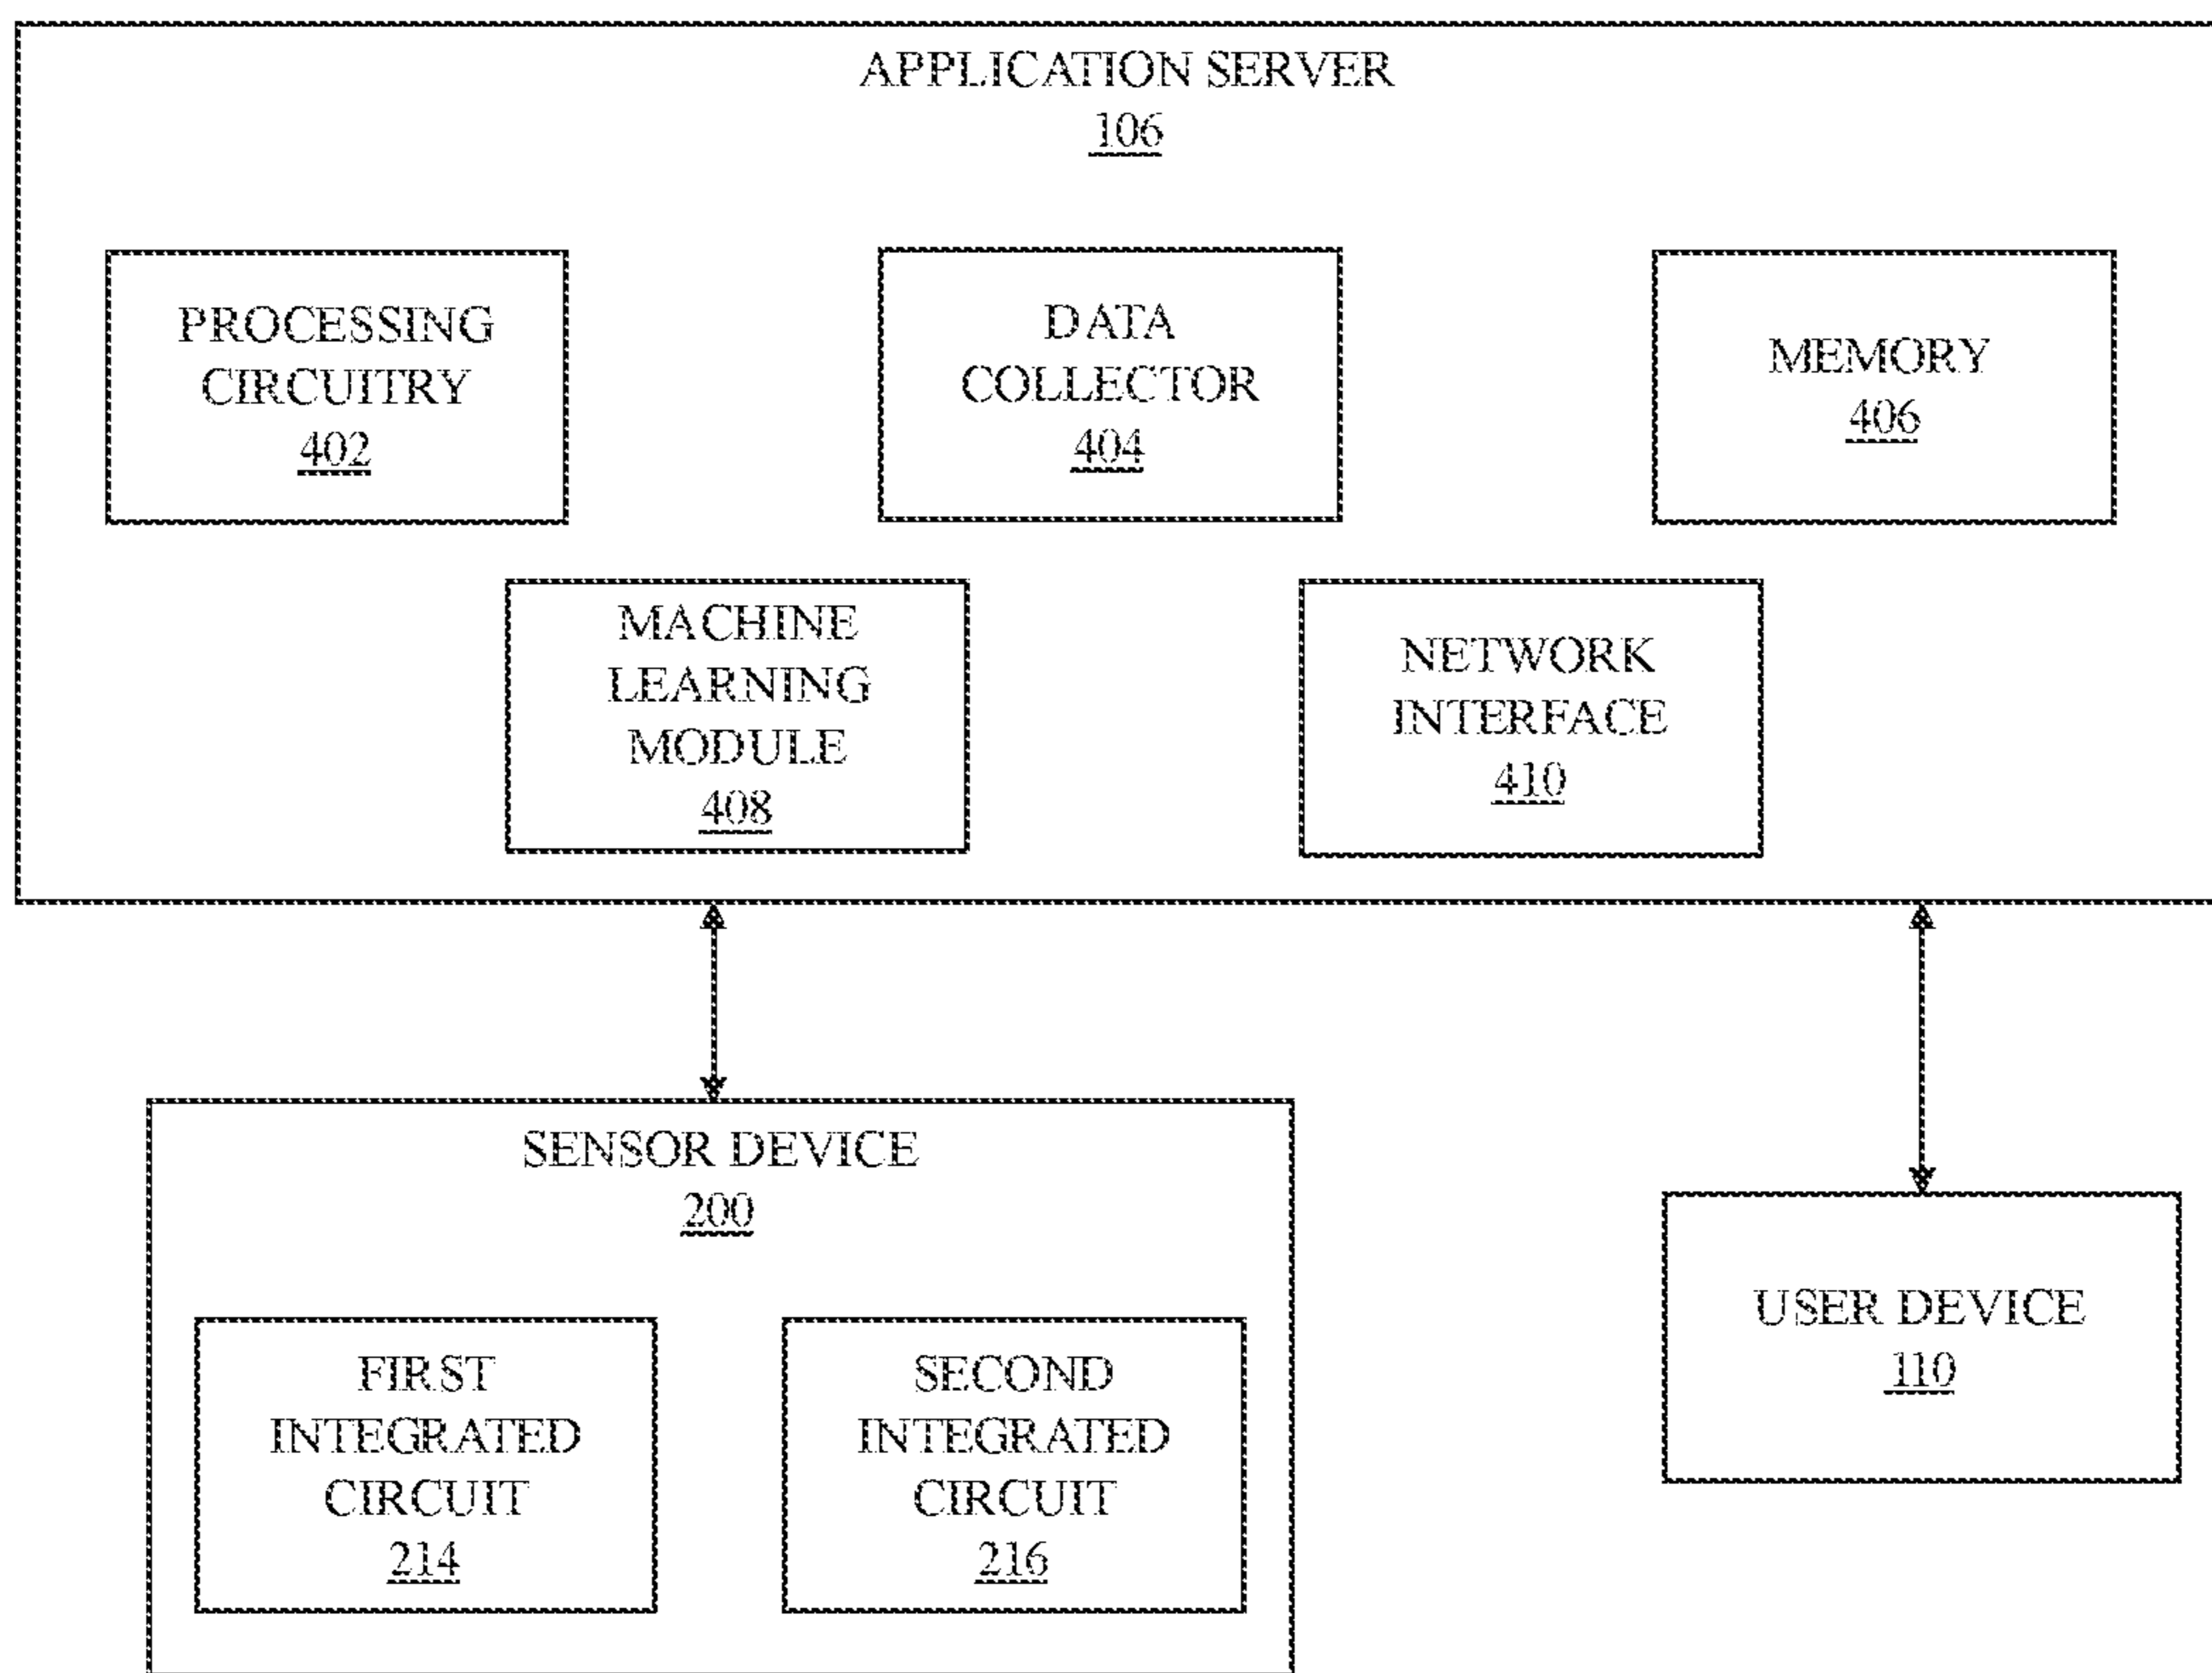 APPLICATION SERVER
106
PROCESSING
CIRCUITRY
402
DATA
COLLECTOR
404
MEMORY
406
MACHINE
LEARNING
MODULE
408
NETWORK
INTERFACE
410
SENSOR DEVICE
200
FIRST
INTEGRATED
CIRCUIT
214
SECOND
INTEGRATED
CIRCUIT
216
USER DEVICE
110